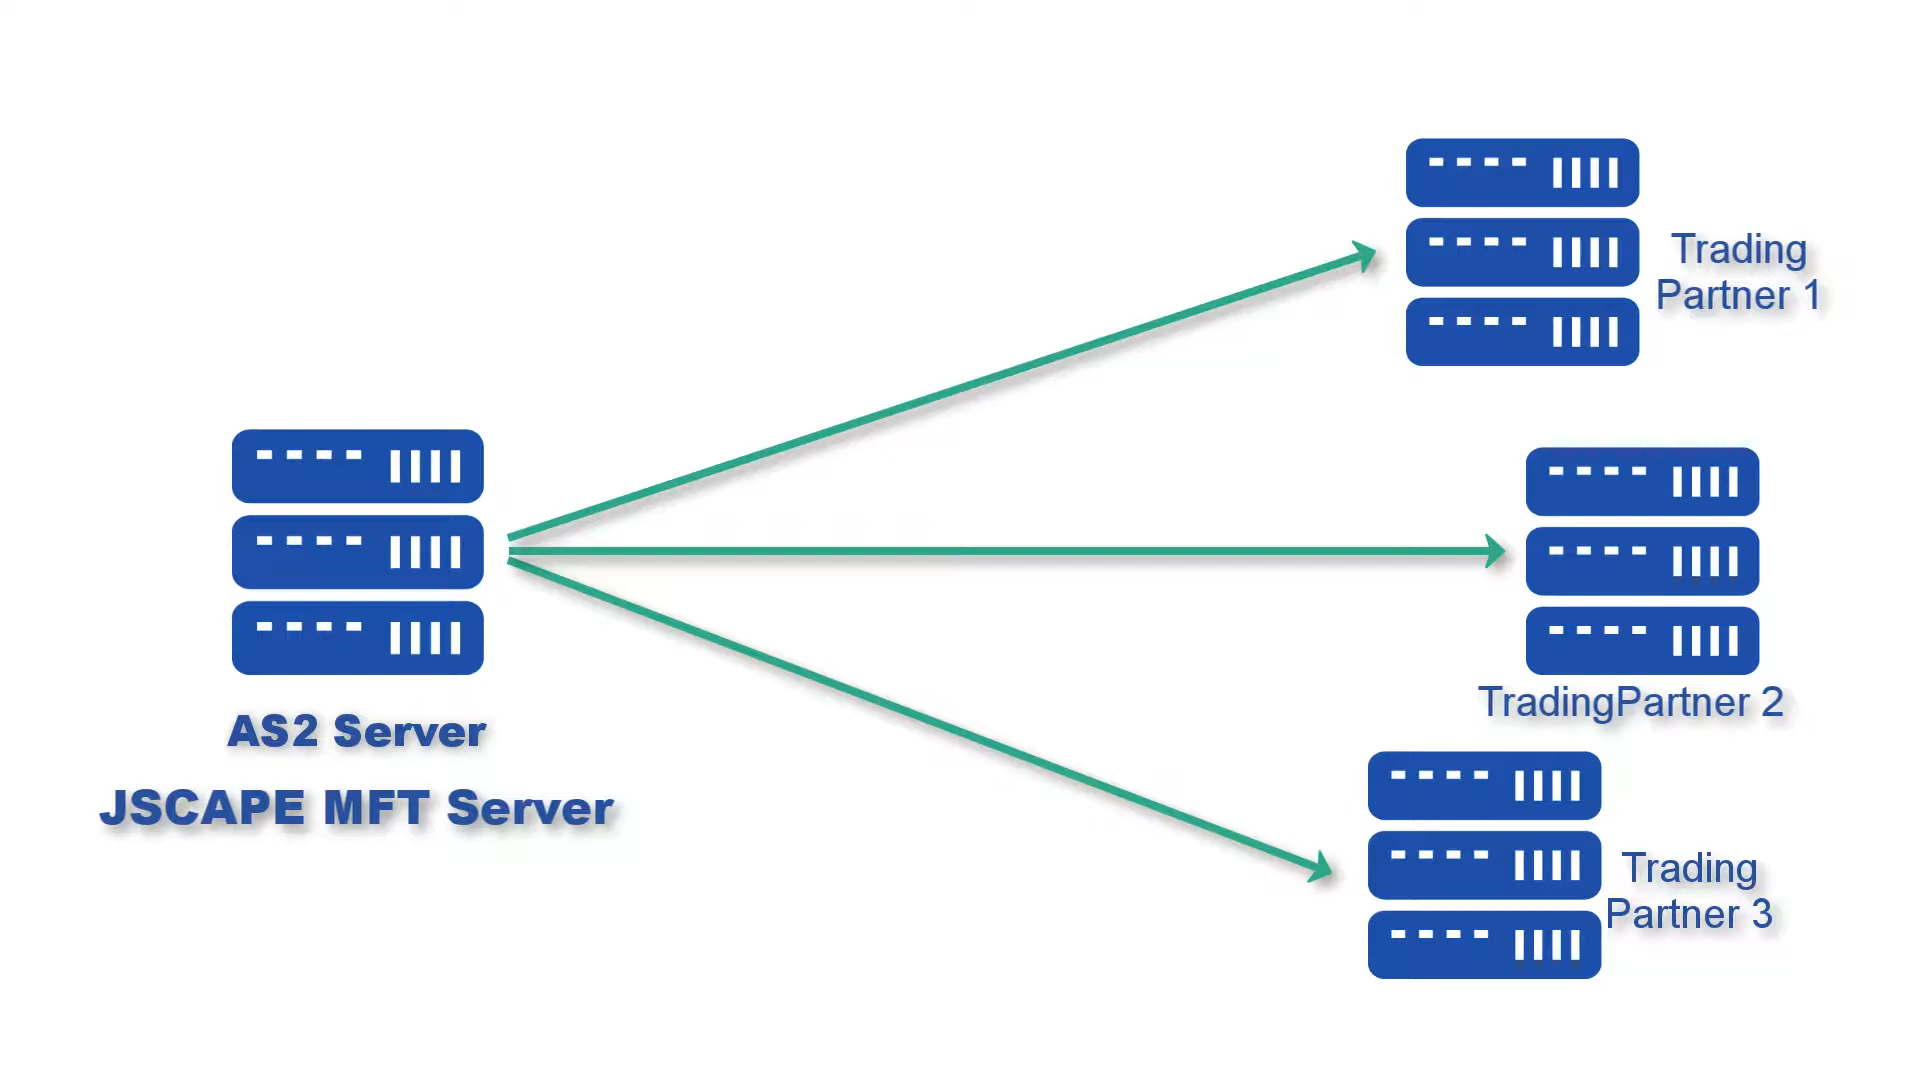 AS2 Server
JSCAPE MFT Server
Trading
Partner 1
TradingPartner 2
Trading
Partner 3